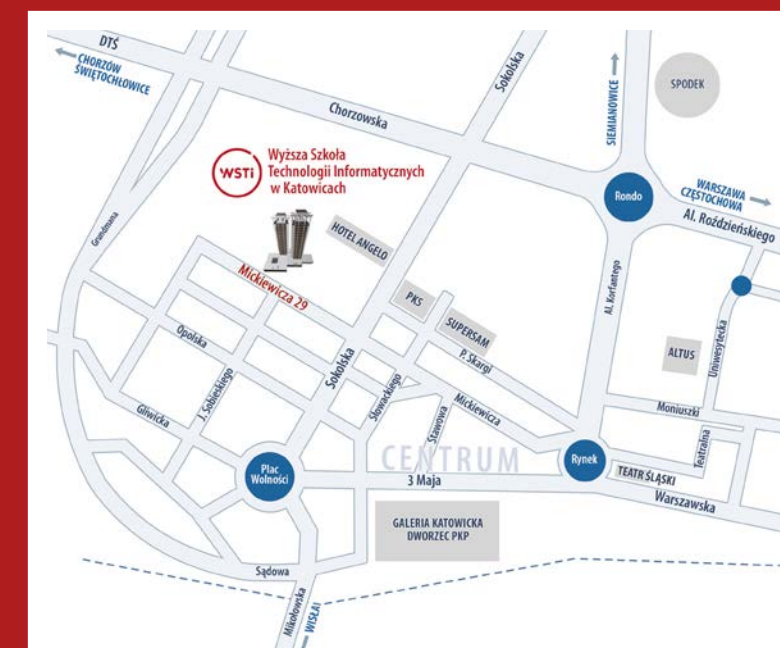 DTŚ
CHORZÓW
ŚWIĘTOCHŁOWICE
Sokolska
SIEMIANOWICE
SPODEK
Chorzowska
WSTi
Wyższa Szkoła
Technologii Informatycznych
w Katowicach
Rondo
WARSZAWA
CZĘSTOCHOWA
Al. Roździeńskiego
Grundmana
HOTEL ANGELO
Mickiewicza 29
PKS
SUPERSAM
Al. Korfantego
Uniwesytecka
ALTUS
Opolska
P. Skargi
Sokolska
Słowackiego
J. Sobieskiego
Mickiewicza
Moniuszki
Gliwicka
Stawowa
Teatralna
CENTRUM
Plac
Wolności
Rynek
3 Maja
TEATR ŚLĄSKI
Warszawska
GALERIA KATOWICKA
DWORZEC PKP
Sądowa
Mikołowska
WISŁA